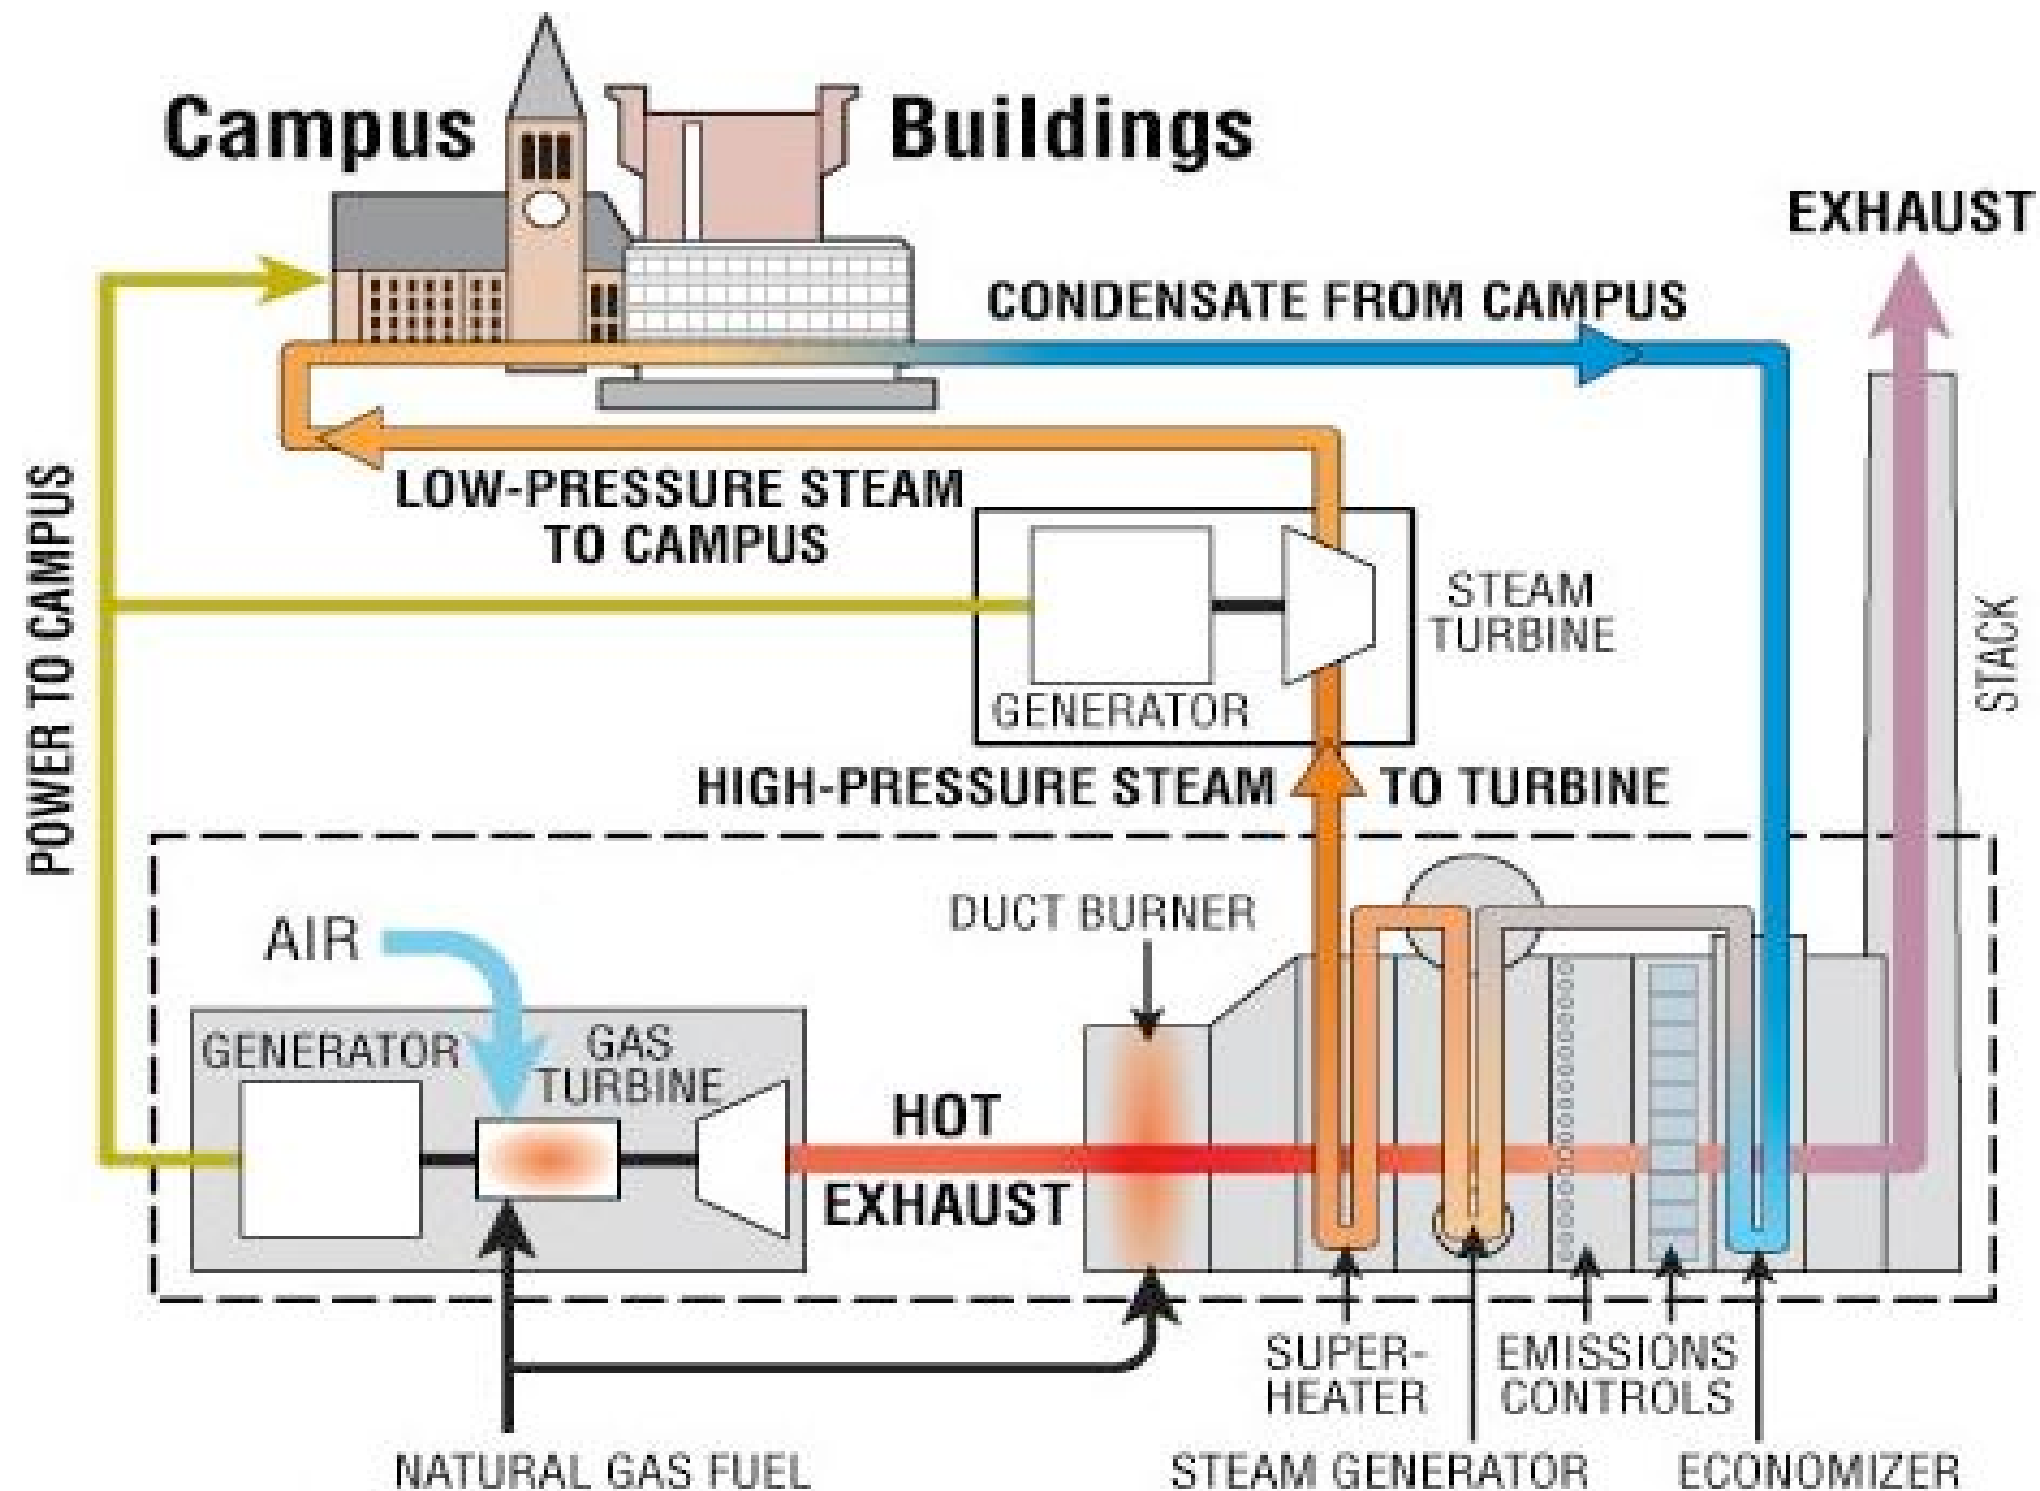 Campus Buildings
EXHAUST
CONDENSATE FROM CAMPUS
LOW-PRESSURE STEAM
TO CAMPUS
POWER TO CAMPUS
STEAM
TURBINE
STACK
GENERATOR
HIGH-PRESSURE STEAM TO TURBINE
DUCT BURNER
AIR
GENERATOR
GAS
TURBINE
HOT
EXHAUST
SUPER-
HEATER
EMISSIONS
CONTROLS
NATURAL GAS FUEL
STEAM GENERATOR
ECONOMIZER